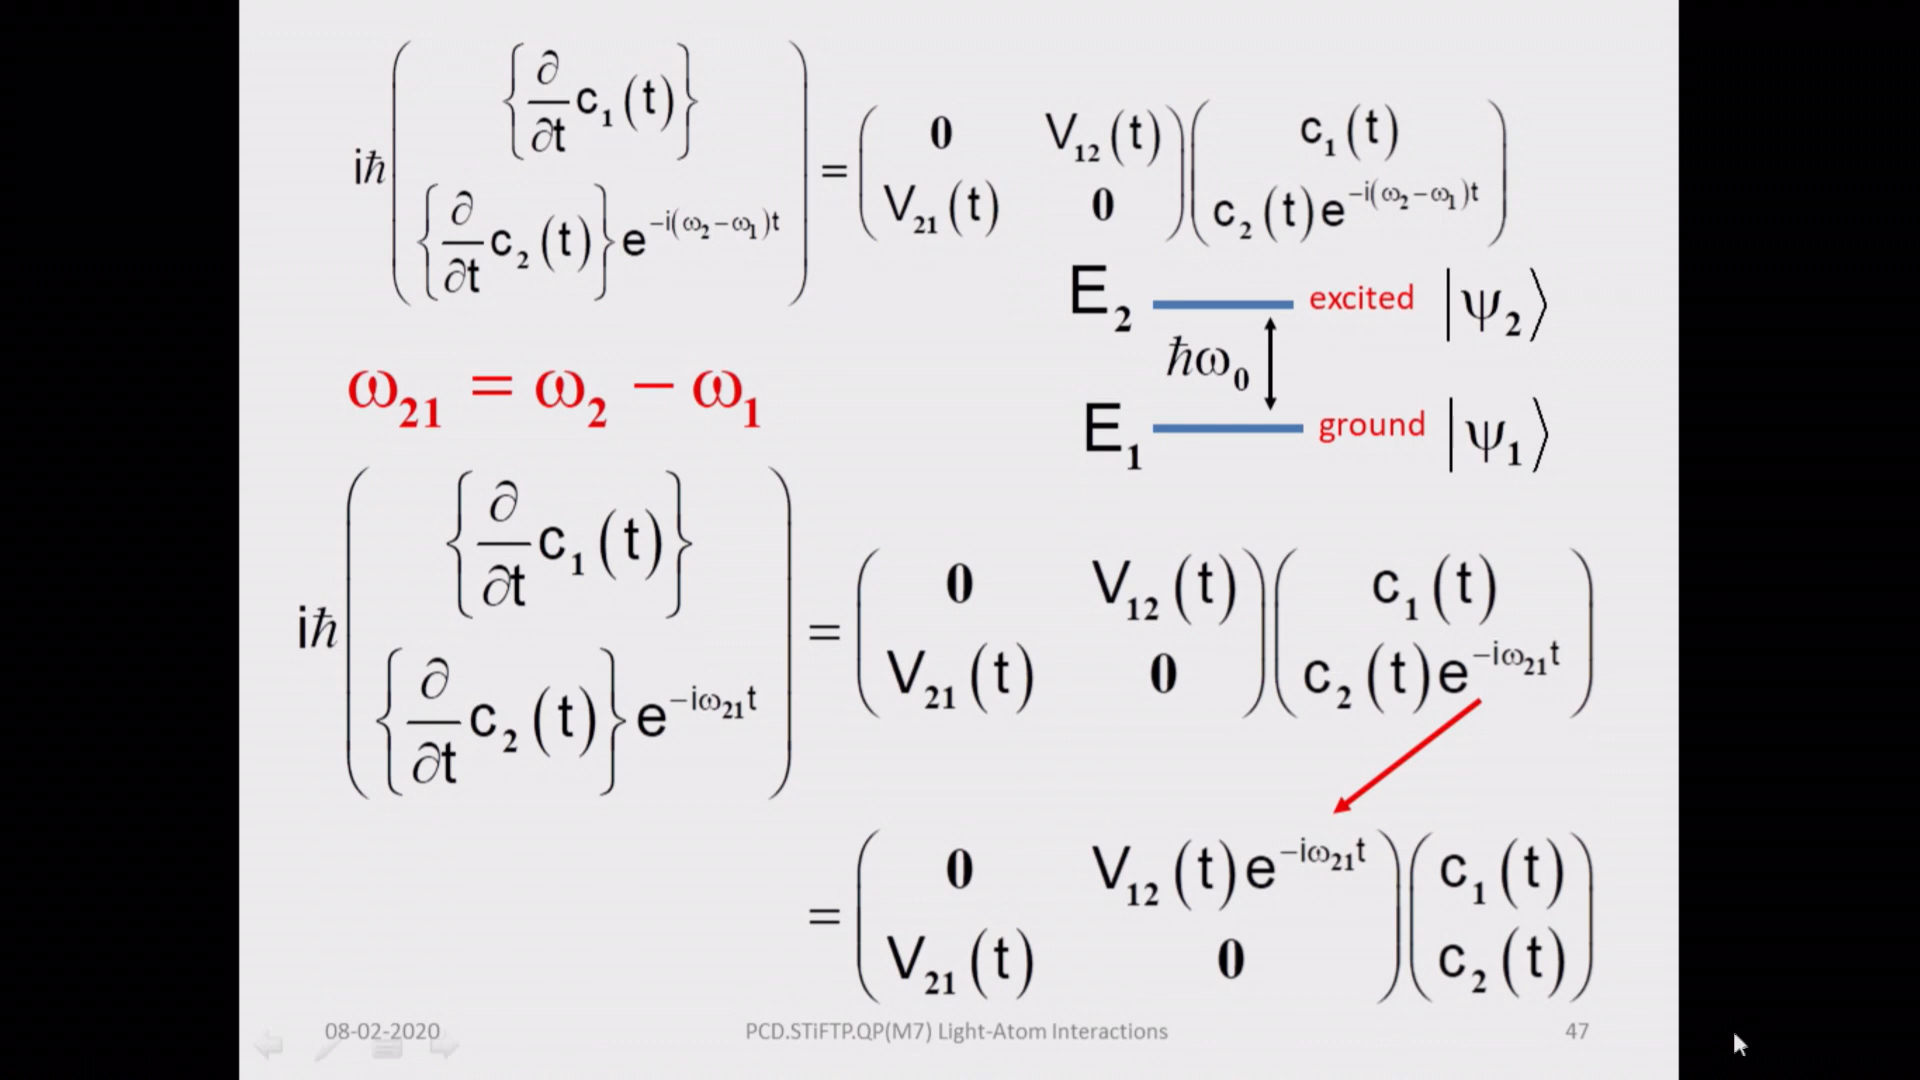 iħ ( { ∂/∂t c₁(t) } ; { ∂/∂t c₂(t) } e^{−i(ω₂−ω₁)t} ) = ( 0 V₁₂(t) ; V₂₁(t) 0 ) ( c₁(t) ; c₂(t)e^{−i(ω₂−ω₁)t} )
E₂ excited |ψ₂⟩
ħω₀
E₁ ground |ψ₁⟩
ω₂₁ = ω₂ − ω₁
iħ ( { ∂/∂t c₁(t) } ; { ∂/∂t c₂(t) } e^{−iω₂₁t} ) = ( 0 V₁₂(t) ; V₂₁(t) 0 ) ( c₁(t) ; c₂(t)e^{−iω₂₁t} )
= ( 0 V₁₂(t)e^{−iω₂₁t} ; V₂₁(t) 0 ) ( c₁(t) ; c₂(t) )
08-02-2020 PCD.STiFTP.QP(M7) Light-Atom Interactions 47